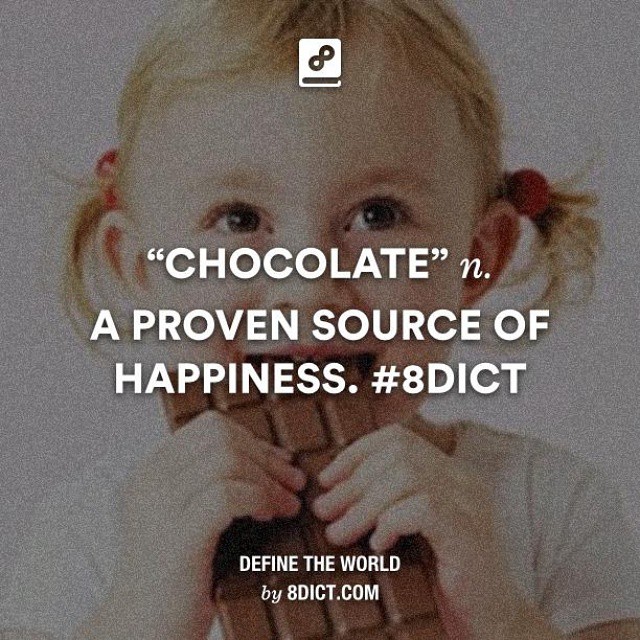 “CHOCOLATE” n.
A PROVEN SOURCE OF
HAPPINESS. #8DICT
DEFINE THE WORLD
by 8DICT.COM